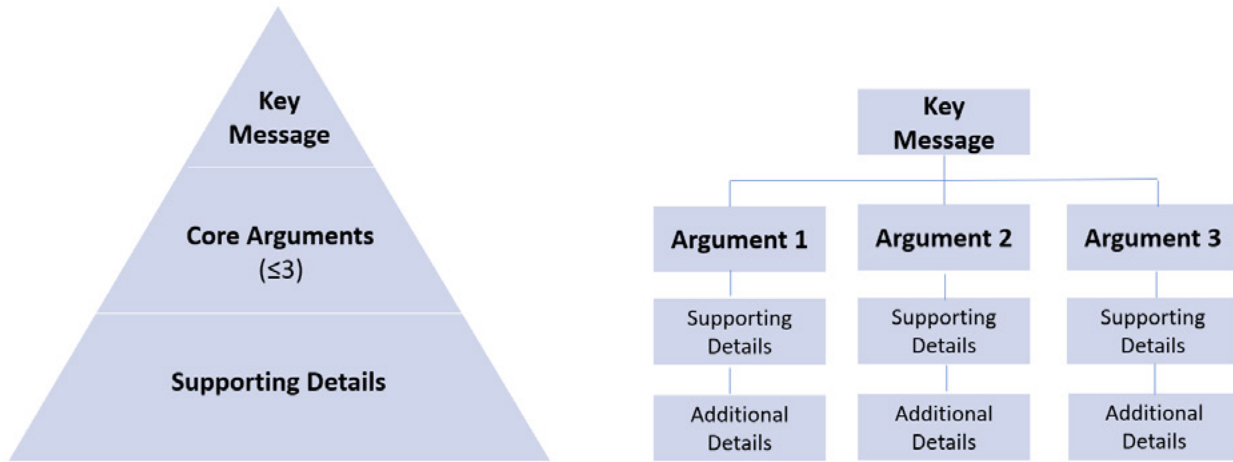 Key
Message
Core Arguments
(≤3)
Supporting Details
Key
Message
Argument 1
Argument 2
Argument 3
Supporting
Details
Supporting
Details
Supporting
Details
Additional
Details
Additional
Details
Additional
Details